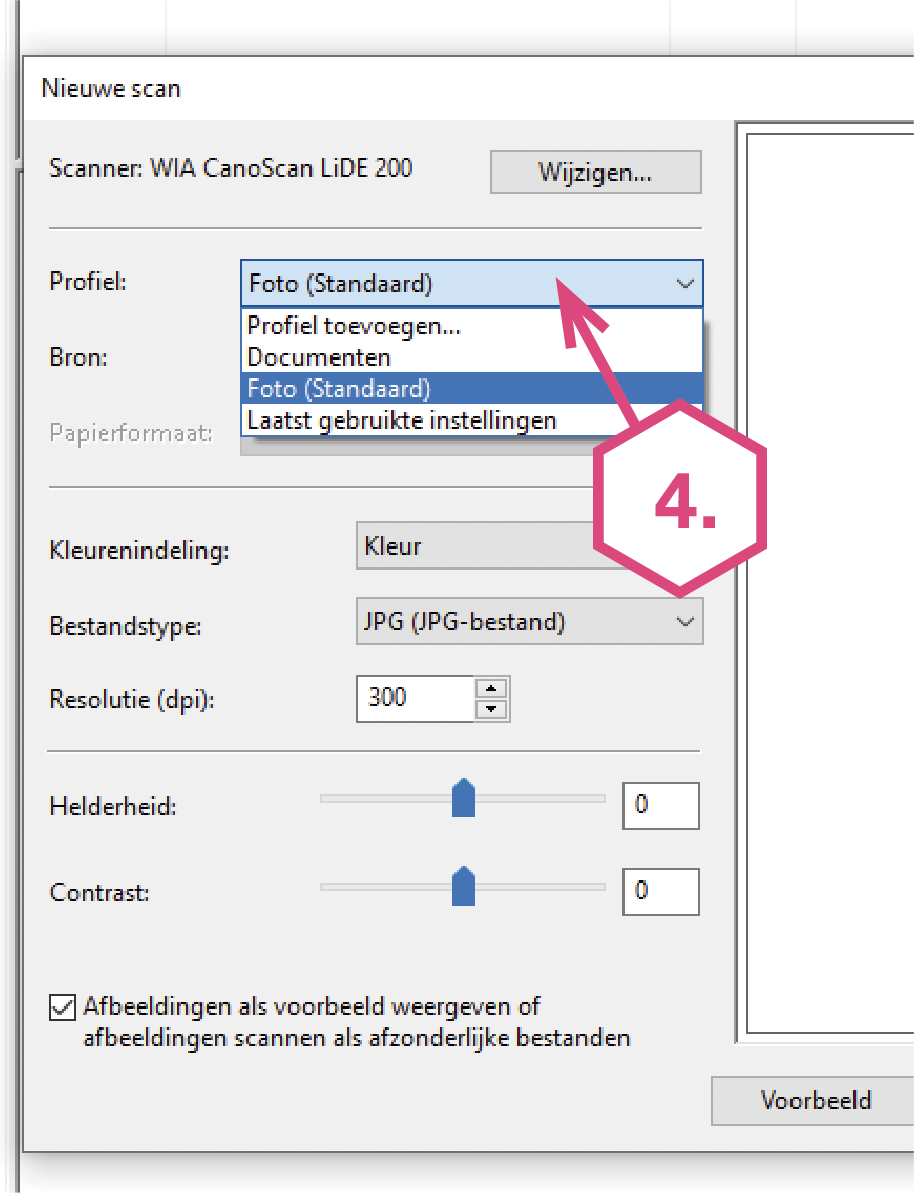 Nieuwe scan
Scanner: WIA CanoScan LiDE 200
Wijzigen...
Profiel:
Foto (Standaard)
Profiel toevoegen...
Documenten
Foto (Standaard)
Laatst gebruikte instellingen
Bron:
Papierformaat:
4.
Kleurenindeling:
Kleur
Bestandstype:
JPG (JPG-bestand)
Resolutie (dpi):
300
Helderheid:
0
Contrast:
0
Afbeeldingen als voorbeeld weergeven of
afbeeldingen scannen als afzonderlijke bestanden
Voorbeeld